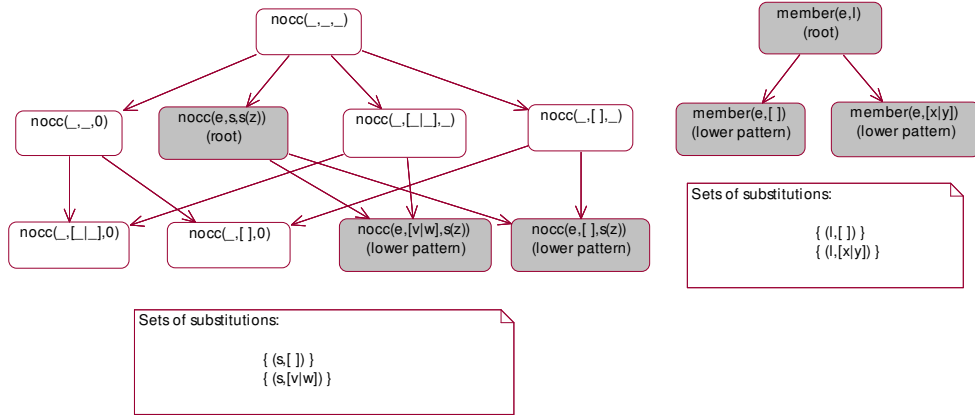 nocc(_,_,_)
member(e,l)
(root)
nocc(_,_,0)
nocc(e,s,s(z))
(root)
nocc(_,[_|_],_)
nocc(_,[ ],_)
member(e,[ ])
(lower pattern)
member(e,[x|y])
(lower pattern)
nocc(_,[_|_],0)
nocc(_,[ ],0)
nocc(e,[v|w],s(z))
(lower pattern)
nocc(e,[ ],s(z))
(lower pattern)
Sets of substitutions:
{ (l,[ ]) }
{ (l,[x|y]) }
Sets of substitutions:
{ (s,[ ]) }
{ (s,[v|w]) }